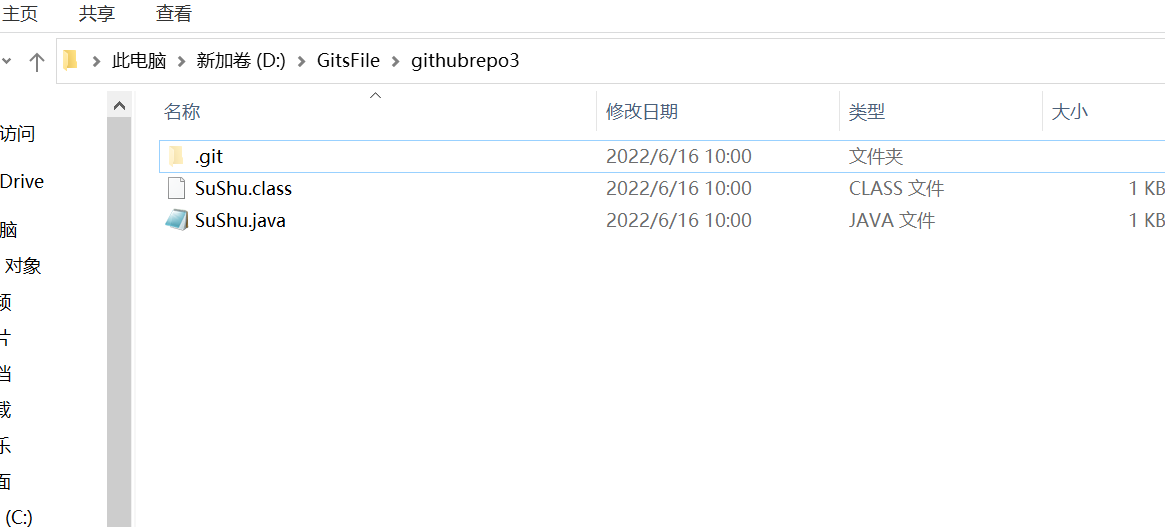 主页 共享 查看
此电脑 新加卷 (D:) GitsFile githubrepo3
名称 修改日期 类型 大小
访问
.git 2022/6/16 10:00 文件夹
Drive
SuShu.class 2022/6/16 10:00 CLASS 文件 1 KB
SuShu.java 2022/6/16 10:00 JAVA 文件 1 KB
脑
对象
频
片
档
载
乐
面
(C:)